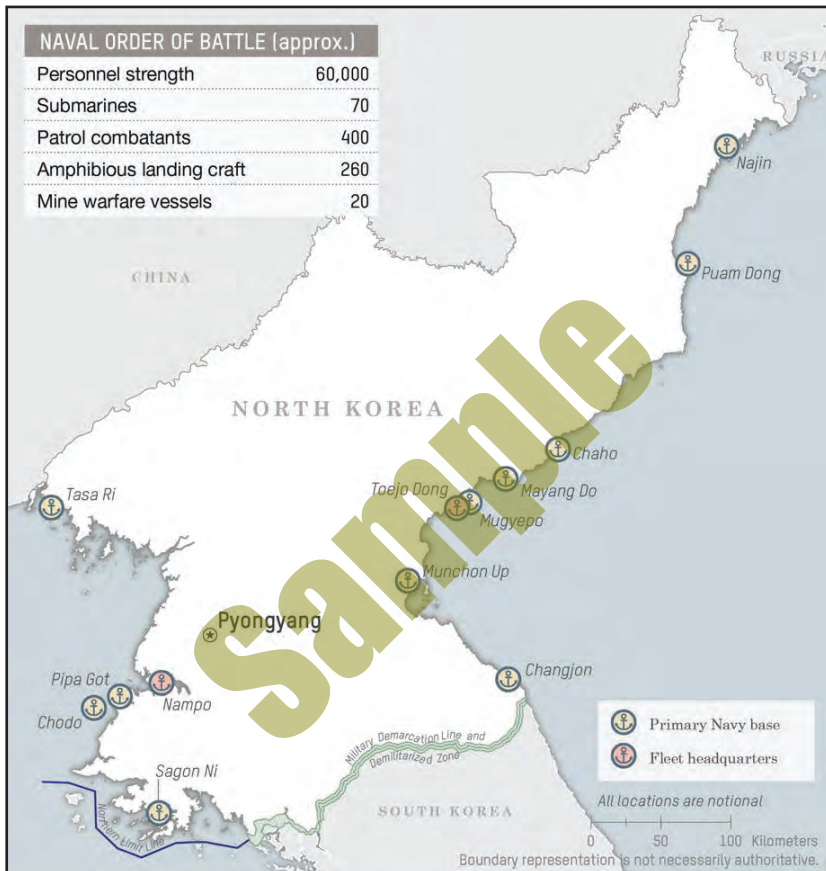 NAVAL ORDER OF BATTLE (approx.)
Personnel strength 60,000
Submarines 70
Patrol combatants 400
Amphibious landing craft 260
Mine warfare vessels 20
RUSSIA
Najin
CHINA
Puam Dong
NORTH KOREA
Chaho
Tasa Ri
Toejo Dong
Mayang Do
Mugyepo
Munchon Up
Pyongyang
Pipa Got
Changjon
Nampo
Chodo
Primary Navy base
Military Demarcation Line and
Demilitarized Zone
Fleet headquarters
Sagon Ni
All locations are notional
SOUTH KOREA
Northern Limit Line
0 50 100 Kilometers
Boundary representation is not necessarily authoritative.
Sample